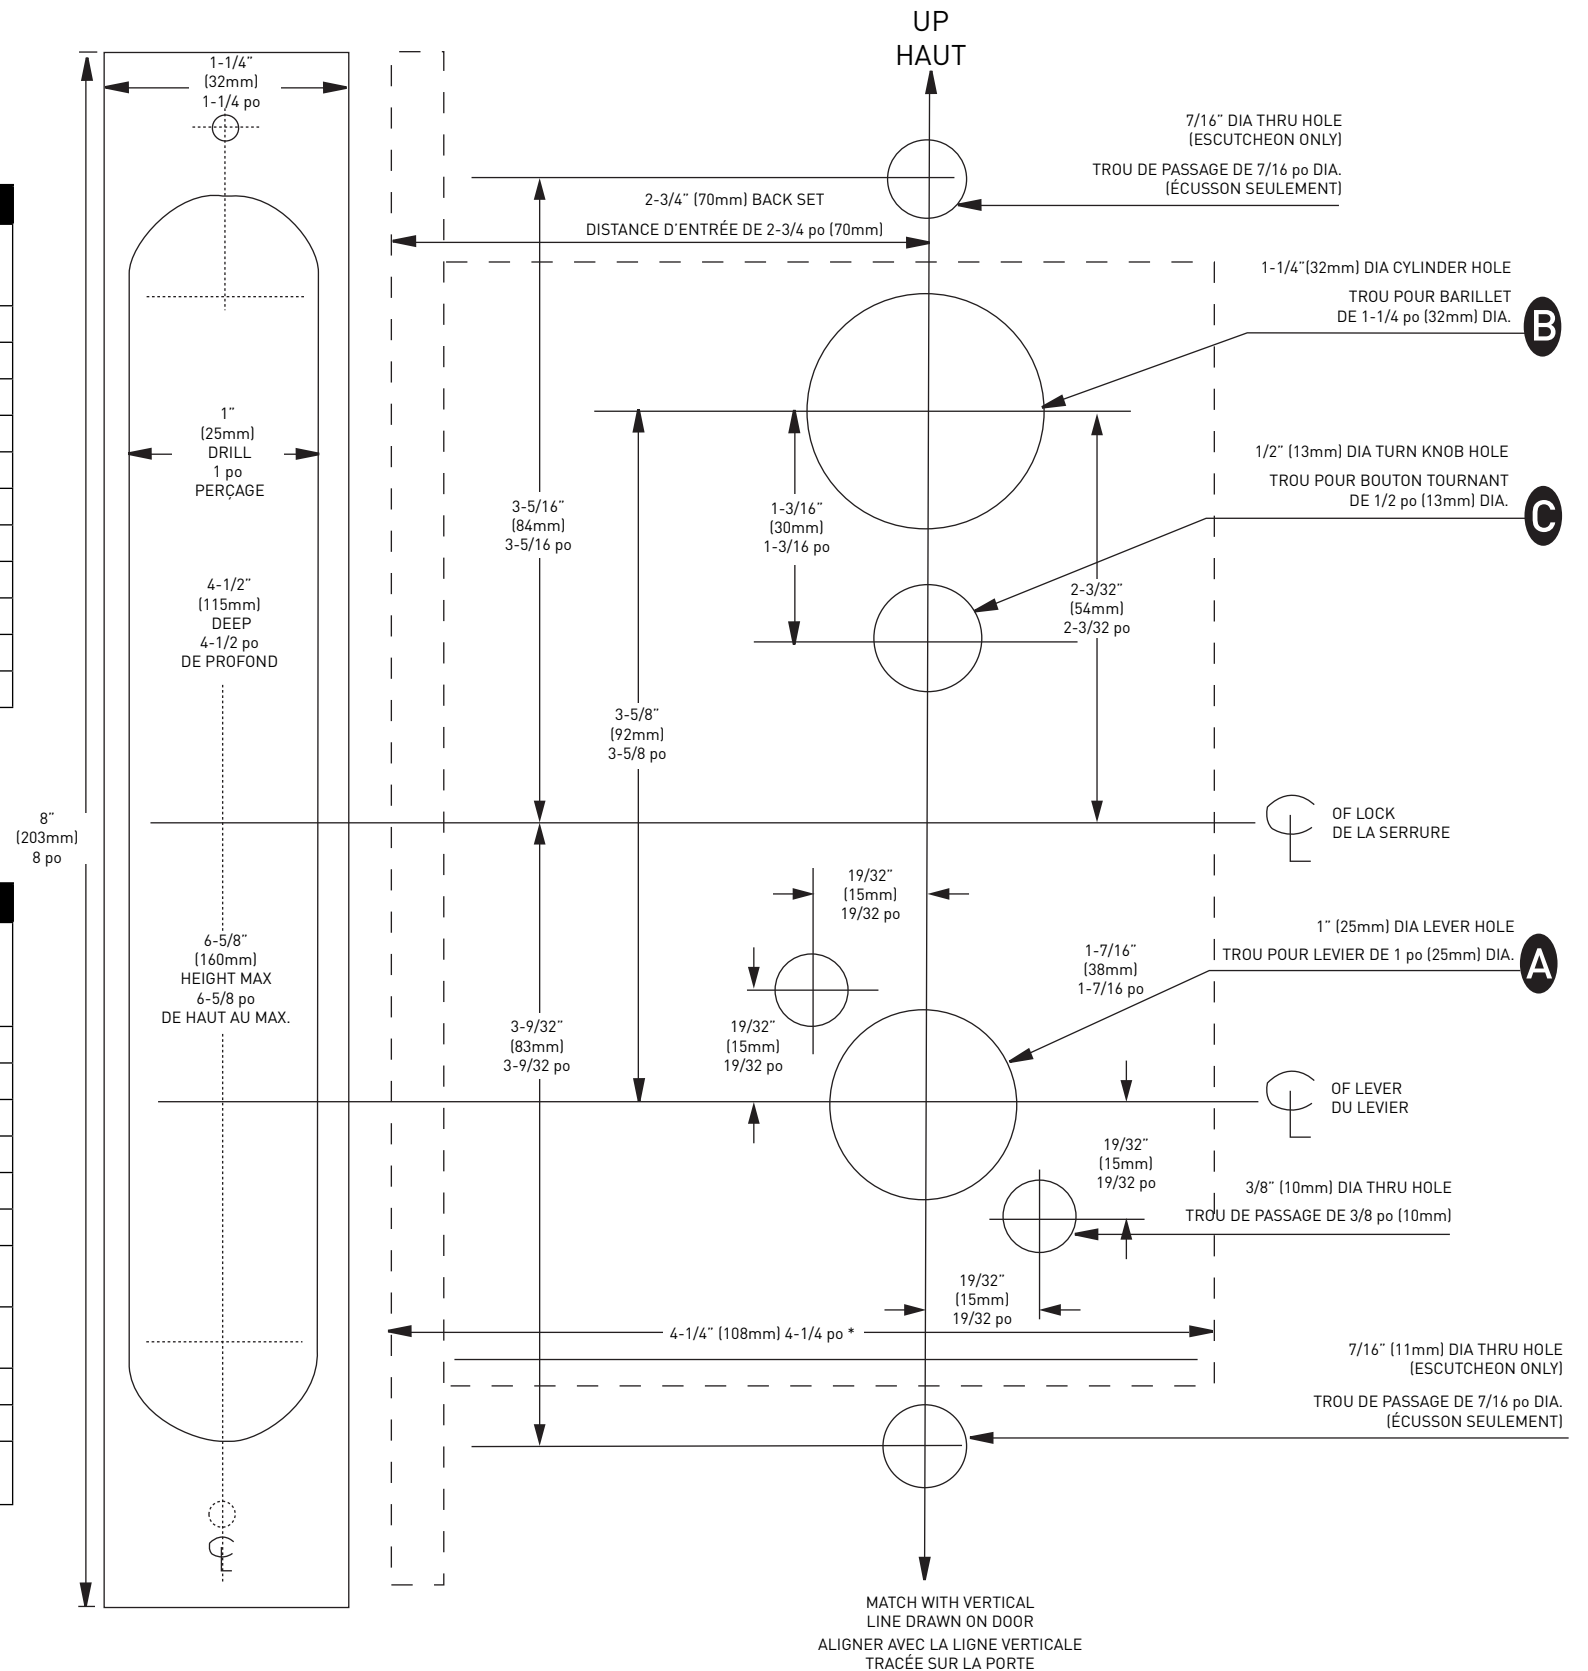 UP
HAUT
1-1/4"
(32mm)
1-1/4 po
7/16" DIA THRU HOLE
(ESCUTCHEON ONLY)
TROU DE PASSAGE DE 7/16 po DIA.
(ÉCUSSON SEULEMENT)
2-3/4" (70mm) BACK SET
DISTANCE D'ENTRÉE DE 2-3/4 po (70mm)
1-1/4"(32mm) DIA CYLINDER HOLE
TROU POUR BARILLET
DE 1-1/4 po (32mm) DIA.
B
1"
(25mm)
DRILL
1 po
PERÇAGE
1/2" (13mm) DIA TURN KNOB HOLE
TROU POUR BOUTON TOURNANT
DE 1/2 po (13mm) DIA.
C
3-5/16"
(84mm)
3-5/16 po
1-3/16"
(30mm)
1-3/16 po
4-1/2"
(115mm)
DEEP
4-1/2 po
DE PROFOND
2-3/32"
(54mm)
2-3/32 po
3-5/8"
(92mm)
3-5/8 po
8"
(203mm)
8 po
CL
OF LOCK
DE LA SERRURE
19/32"
(15mm)
19/32 po
1" (25mm) DIA LEVER HOLE
TROU POUR LEVIER DE 1 po (25mm) DIA.
A
6-5/8"
(160mm)
HEIGHT MAX
6-5/8 po
DE HAUT AU MAX.
1-7/16"
(38mm)
1-7/16 po
3-9/32"
(83mm)
3-9/32 po
19/32"
(15mm)
19/32 po
CL
OF LEVER
DU LEVIER
19/32"
(15mm)
19/32 po
3/8" (10mm) DIA THRU HOLE
TROU DE PASSAGE DE 3/8 po (10mm)
19/32"
(15mm)
19/32 po
4-1/4" (108mm) 4-1/4 po *
7/16" (11mm) DIA THRU HOLE
(ESCUTCHEON ONLY)
TROU DE PASSAGE DE 7/16 po DIA.
(ÉCUSSON SEULEMENT)
CL
MATCH WITH VERTICAL
LINE DRAWN ON DOOR
ALIGNER AVEC LA LIGNE VERTICALE
TRACÉE SUR LA PORTE